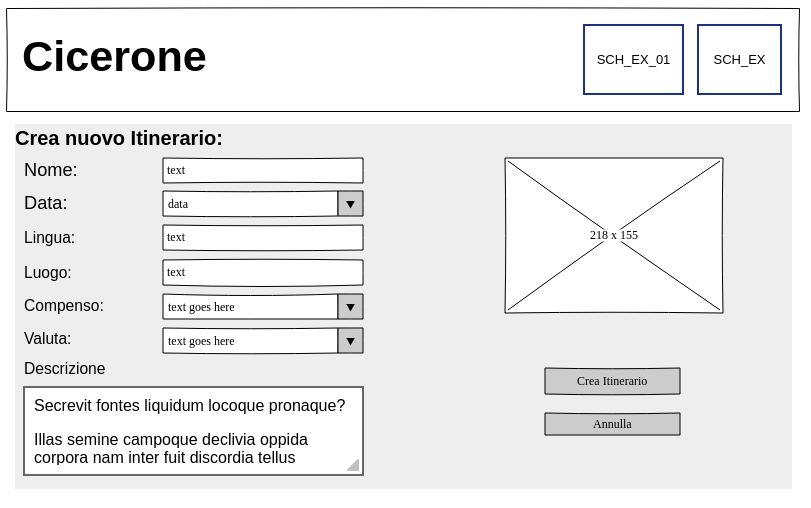 Cicerone
SCH_EX_01
SCH_EX
Crea nuovo Itinerario:
Nome:
text
Data:
data
Lingua:
text
Luogo:
text
Compenso:
text goes here
Valuta:
text goes here
Descrizione
Secrevit fontes liquidum locoque pronaque?
Illas semine campoque declivia oppida
corpora nam inter fuit discordia tellus
218 x 155
Crea Itinerario
Annulla